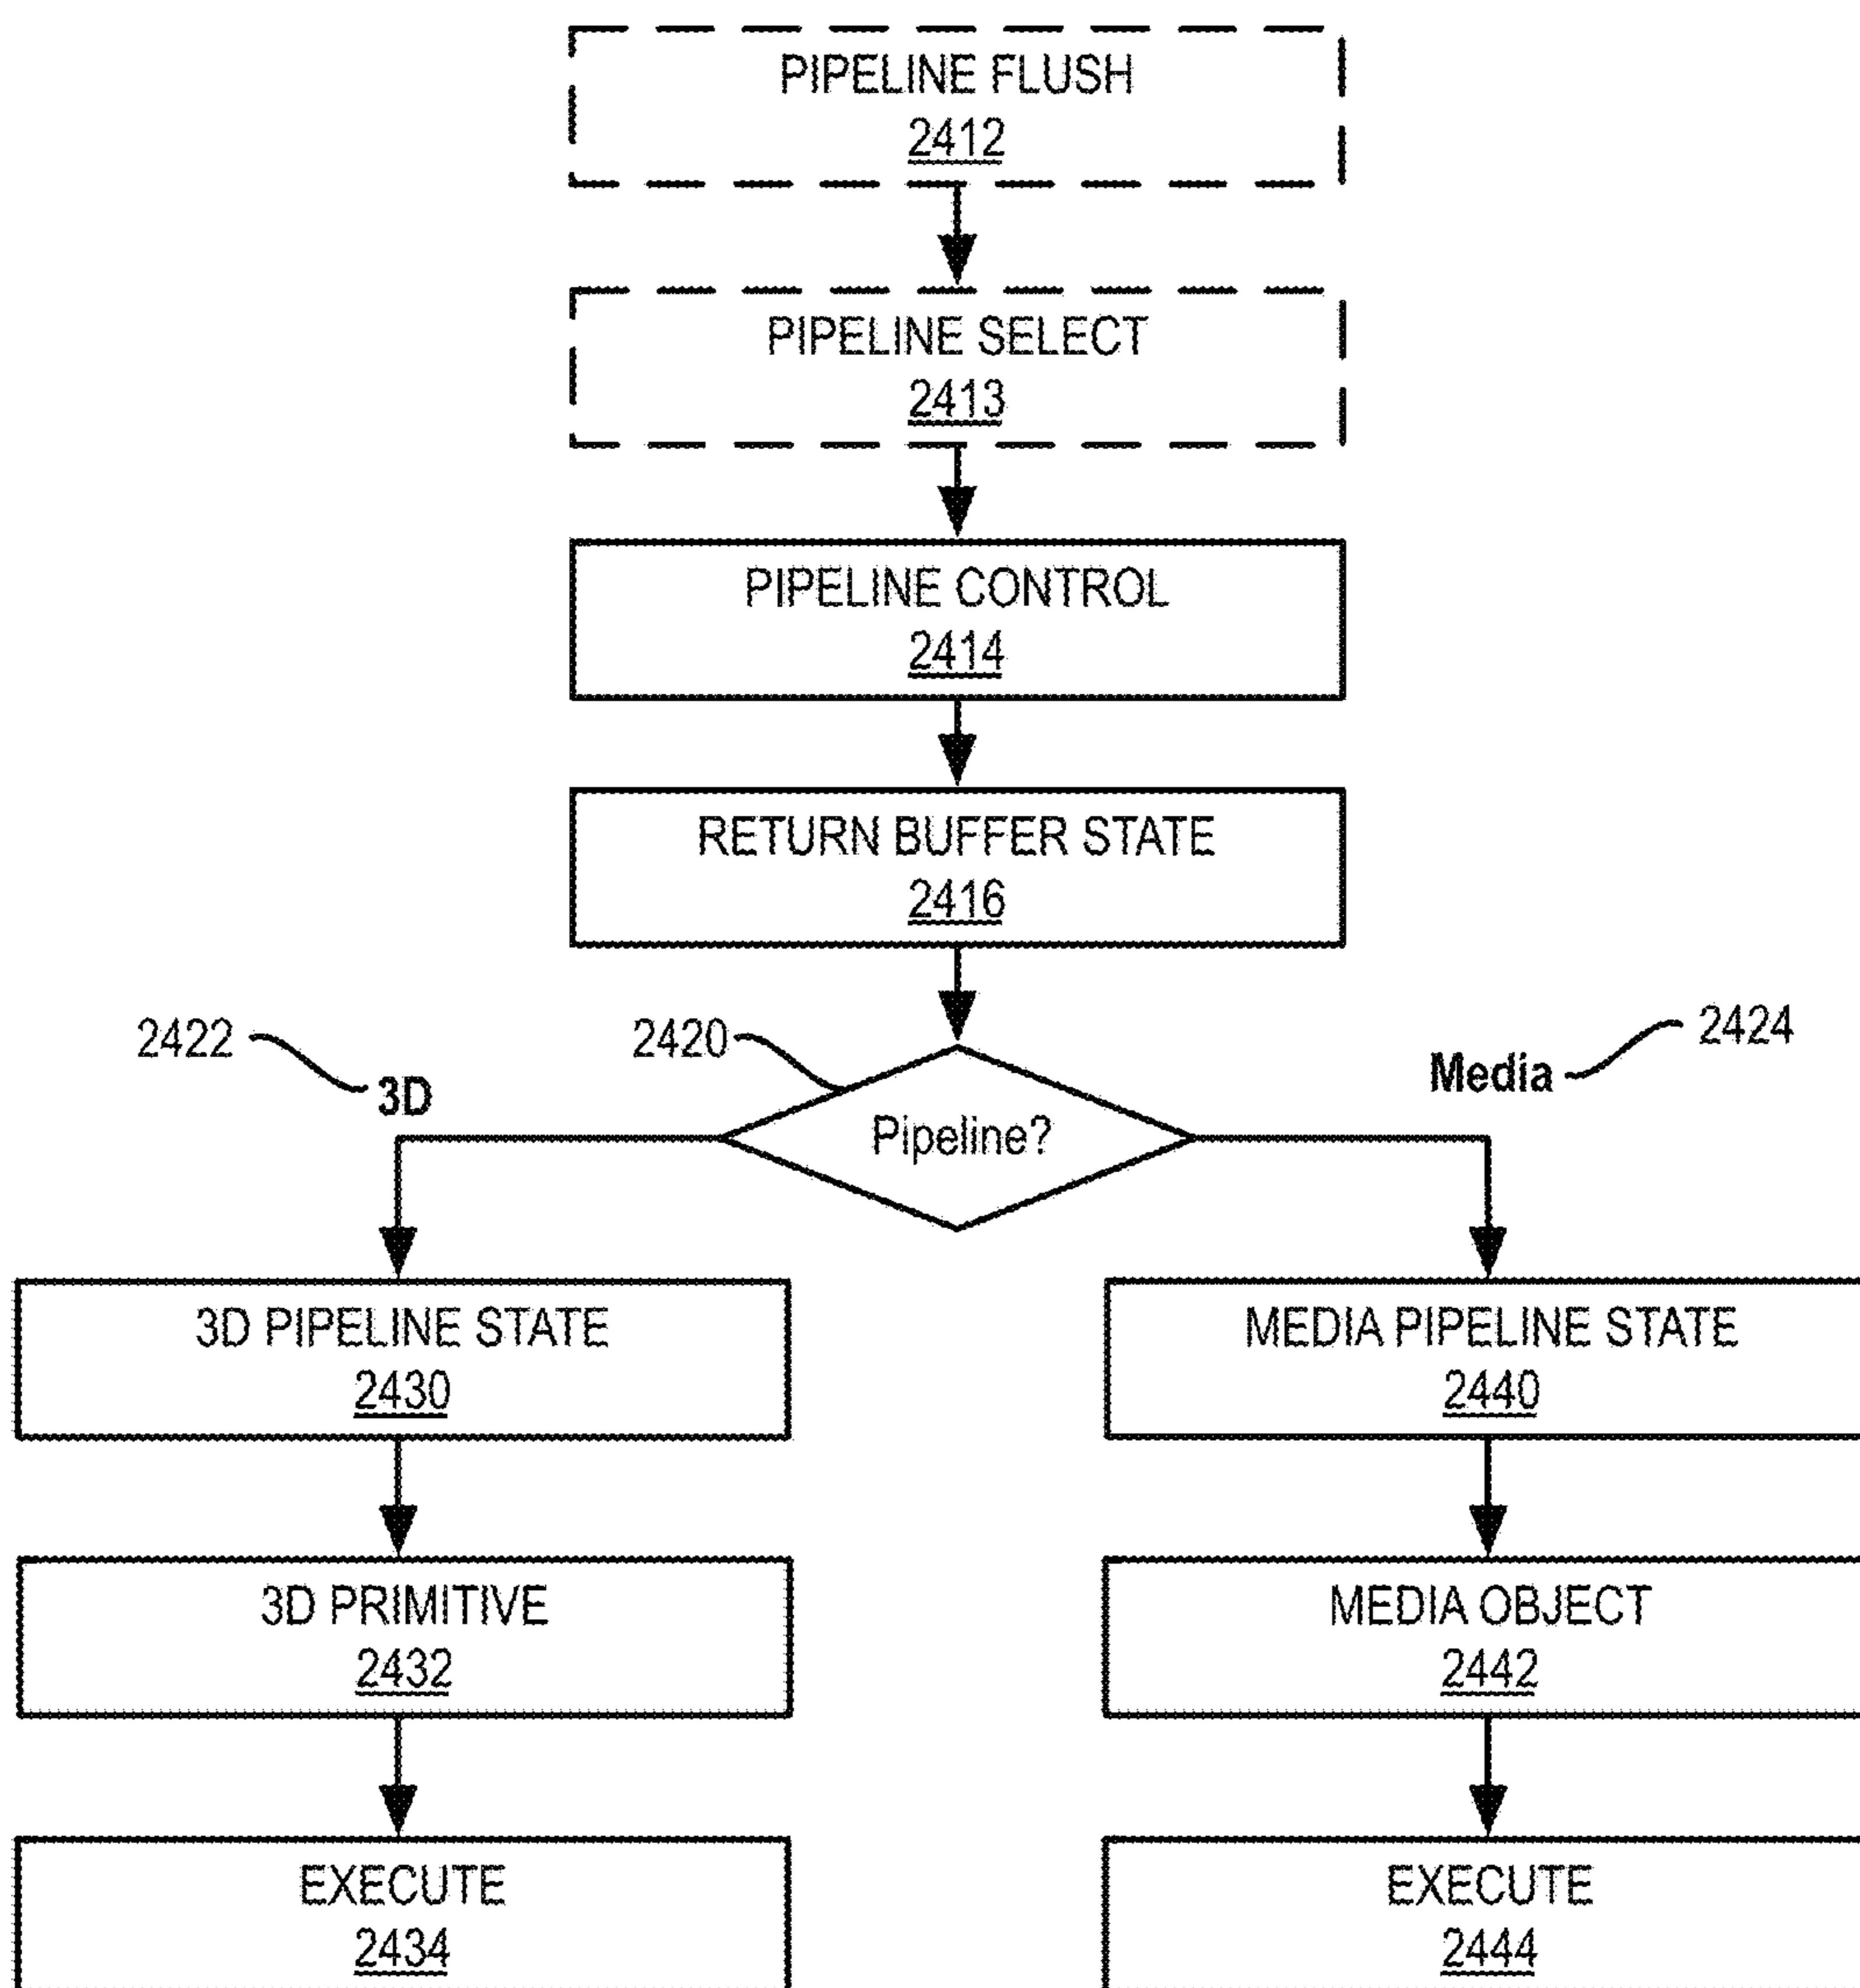 PIPELINE FLUSH
2412
PIPELINE SELECT
2413
PIPELINE CONTROL
2414
RETURN BUFFER STATE
2416
2422
2420
2424
3D
Media
Pipeline?
3D PIPELINE STATE
2430
MEDIA PIPELINE STATE
2440
3D PRIMITIVE
2432
MEDIA OBJECT
2442
EXECUTE
2434
EXECUTE
2444